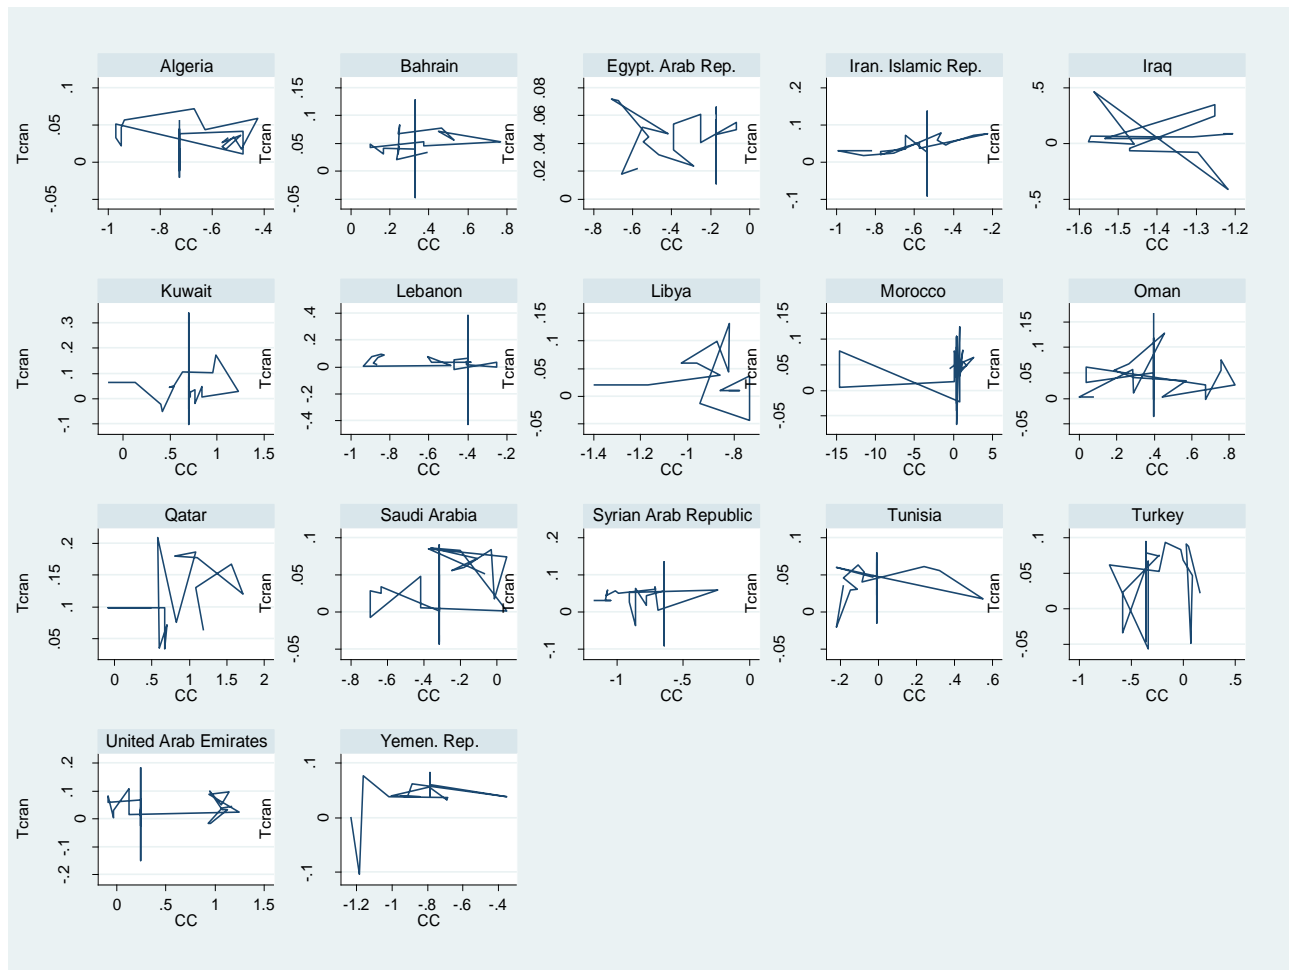 Algeria
Bahrain
Egypt. Arab Rep.
Iran. Islamic Rep.
Iraq
Tcran
-.05 0 .05 .1
-1 -.8 -.6 -.4
CC
Tcran
-.05 0 .05 .1 .15
0 .2 .4 .6 .8
CC
0 .02 .04 .06 .08
-.8 -.6 -.4 -.2 0
CC
Tcran
-.1 0 .1 .2
-1 -.8 -.6 -.4 -.2
CC
Tcran
-.5 0 .5
-1.6 -1.5 -1.4 -1.3 -1.2
CC
Kuwait
Lebanon
Libya
Morocco
Oman
Tcran
-.1 0 .1 .2 .3
0 .5 1 1.5
CC
Tcran
-.4 -.2 0 .2 .4
-1 -.8 -.6 -.4 -.2
CC
-.05 0 .05 .1 .15
-1.4 -1.2 -1 -.8
CC
Tcran
-.05 0 .05 .1 .15
-15 -10 -5 0 5
CC
Tcran
-.05 0 .05 .1 .15
0 .2 .4 .6 .8
CC
Qatar
Saudi Arabia
Syrian Arab Republic
Tunisia
Turkey
Tcran
.05 .1 .15 .2
0 .5 1 1.5 2
CC
Tcran
-.05 0 .05 .1
-.8 -.6 -.4 -.2 0
CC
Tcran
-.1 0 .1 .2
-1 -.5 0
CC
Tcran
-.05 0 .05 .1
-.2 0 .2 .4 .6
CC
Tcran
-.05 0 .05 .1
-1 -.5 0 .5
CC
United Arab Emirates
Yemen. Rep.
Tcran
-.2 -.1 0 .1 .2
0 .5 1 1.5
CC
Tcran
-.1 0 .1
-1.2 -1 -.8 -.6 -.4
CC